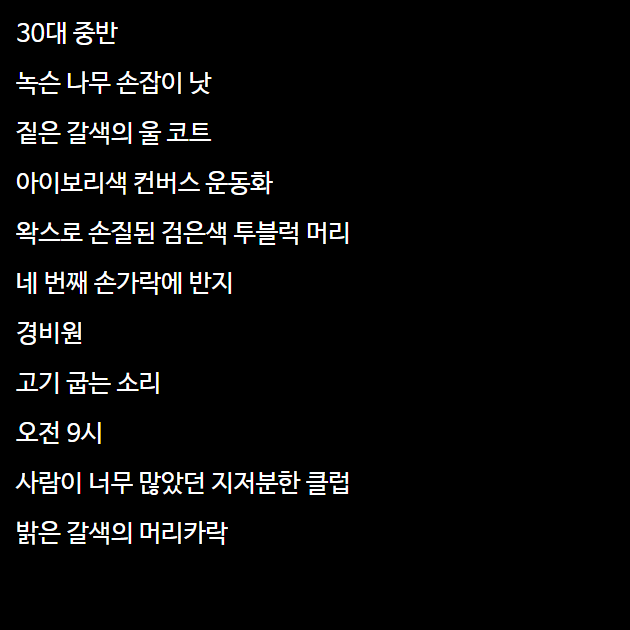 30대 중반
녹슨 나무 손잡이 낫
짙은 갈색의 울 코트
아이보리색 컨버스 운동화
왁스로 손질된 검은색 투블럭 머리
네 번째 손가락에 반지
경비원
고기 굽는 소리
오전 9시
사람이 너무 많았던 지저분한 클럽
밝은 갈색의 머리카락